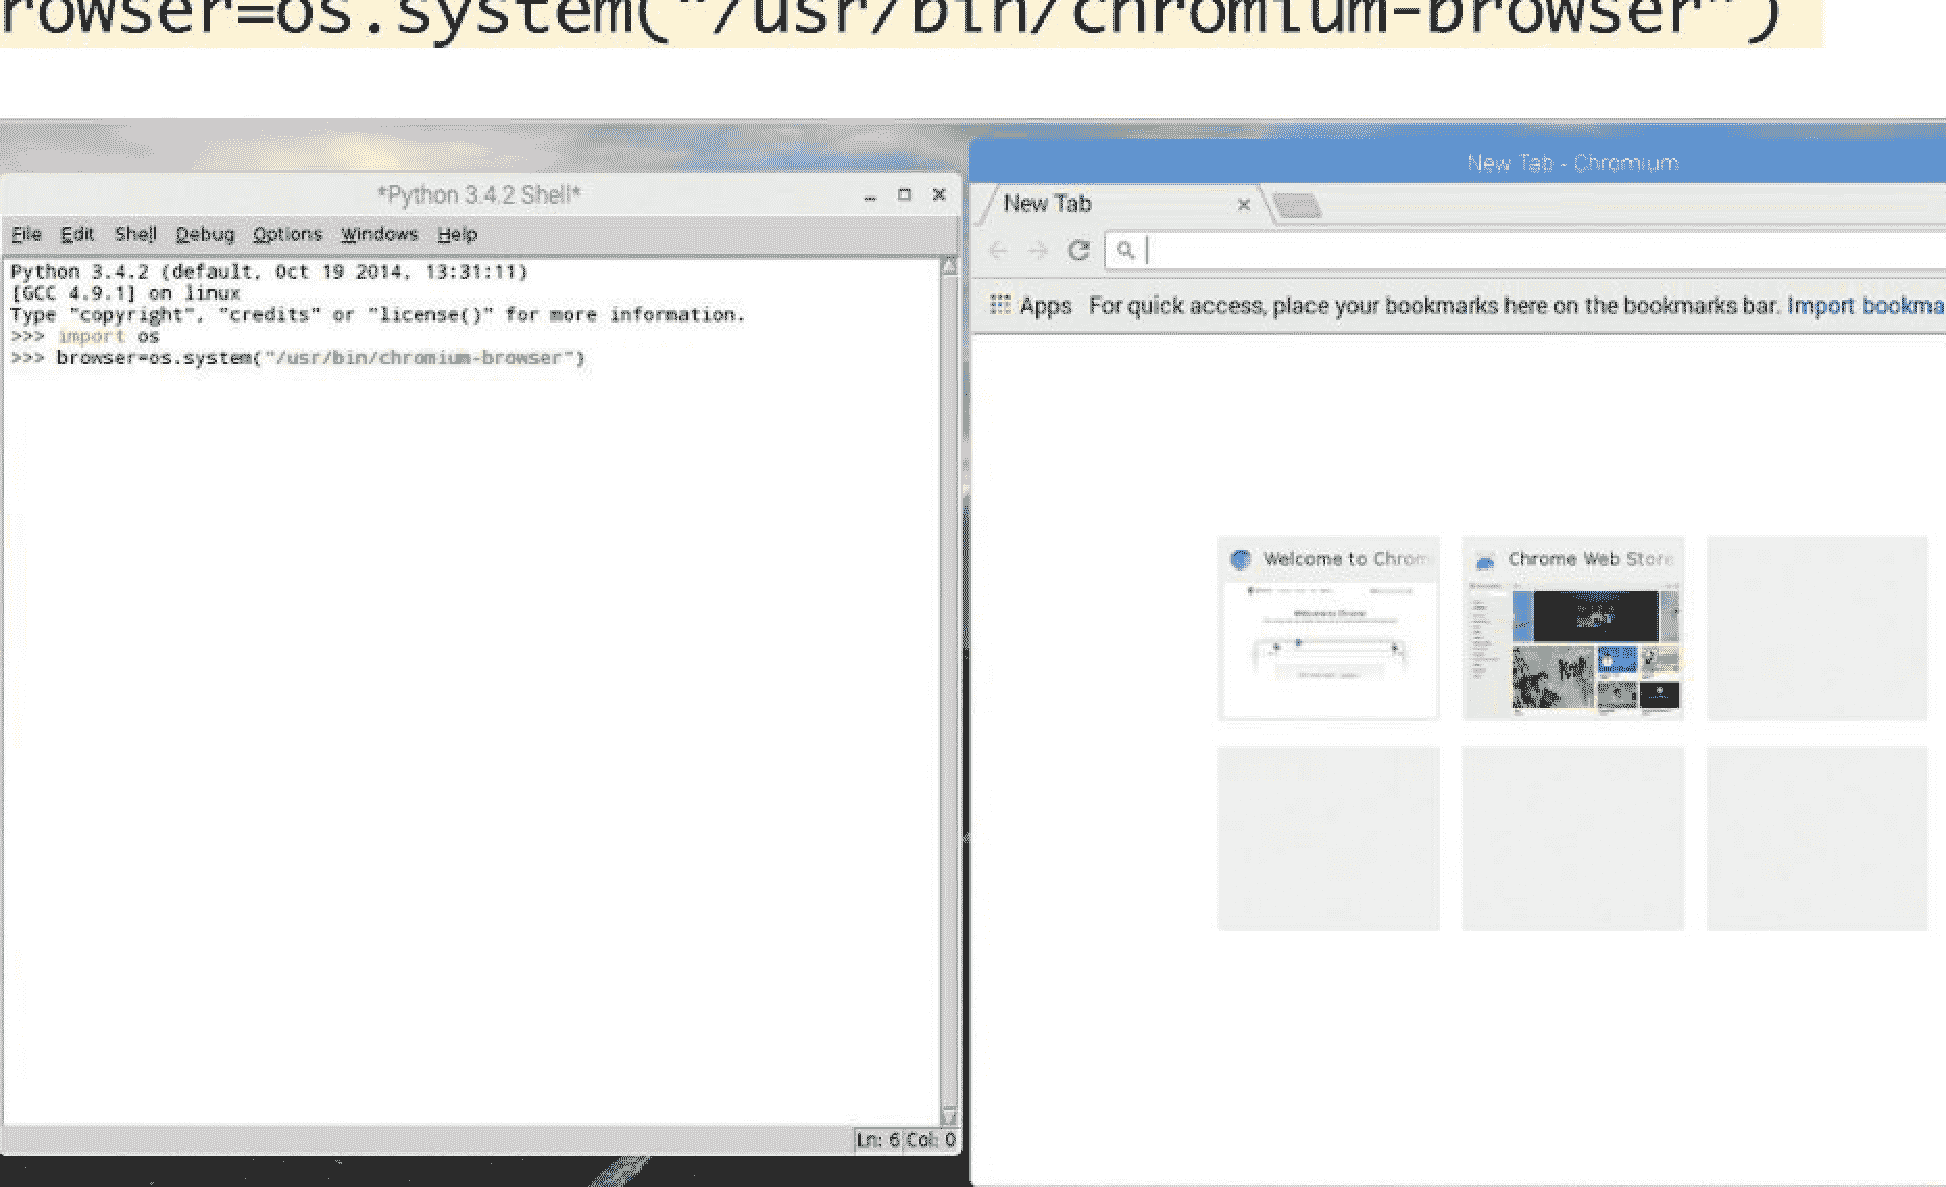 rowser=os.system("/usr/bin/chromium-browser")
*Python 3.4.2 Shell*
File Edit Shell Debug Options Windows Help
Python 3.4.2 (default, Oct 19 2014, 13:31:11)
[GCC 4.9.1] on linux
Type "copyright", "credits" or "license()" for more information.
>>> import os
>>> browser=os.system("/usr/bin/chromium-browser")
Ln: 6 Col: 0
New Tab - Chromium
New Tab
Apps For quick access, place your bookmarks here on the bookmarks bar. Import bookma
Welcome to Chrom
Chrome Web Store
Welcome to Chrome